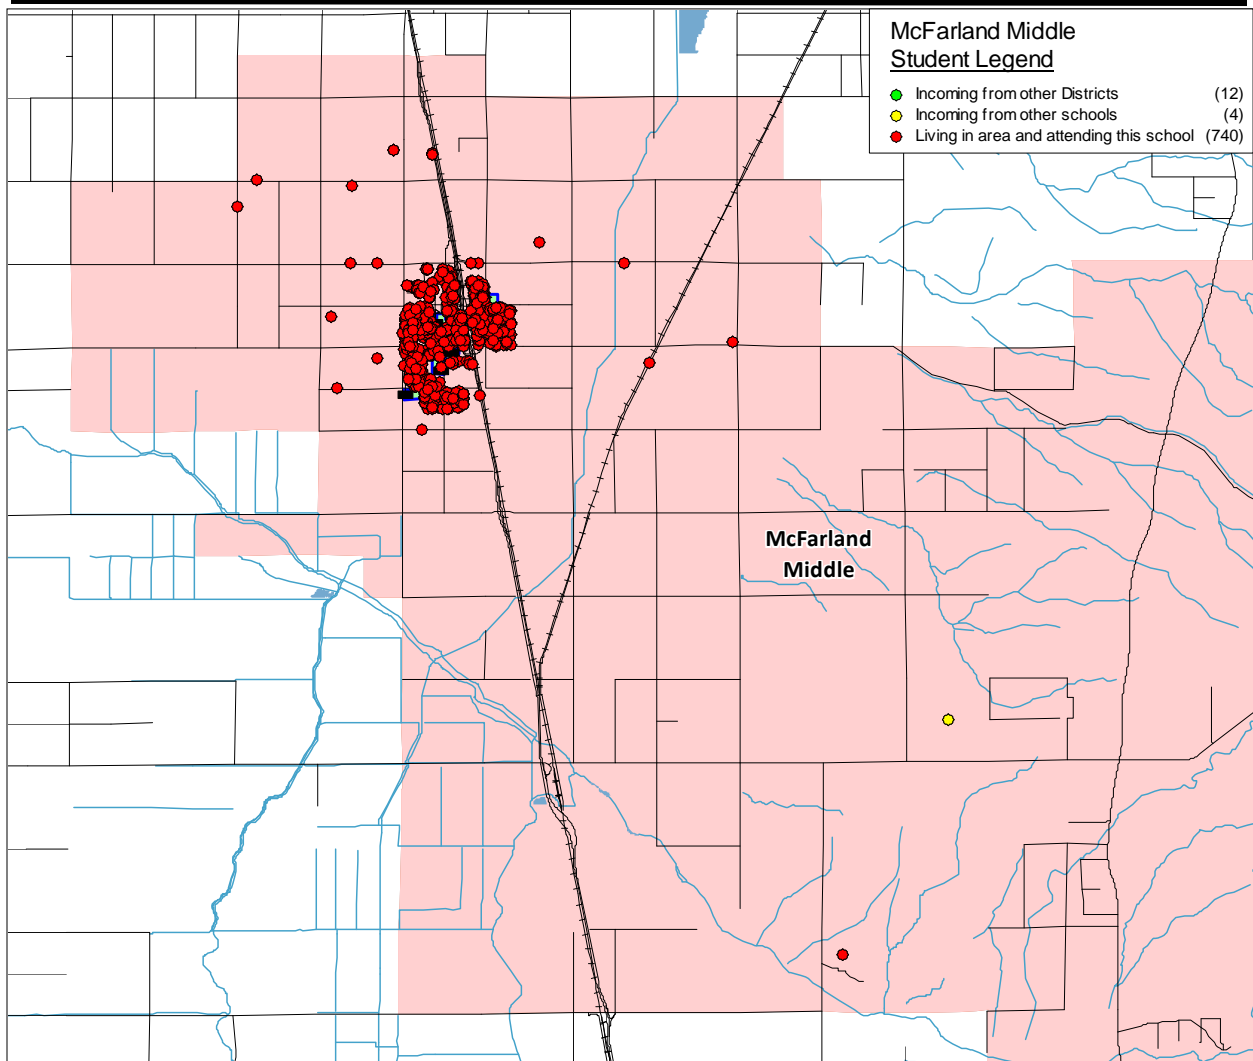 McFarland Middle
Student Legend
Incoming from other Districts (12)
Incoming from other schools (4)
Living in area and attending this school (740)
McFarland
Middle